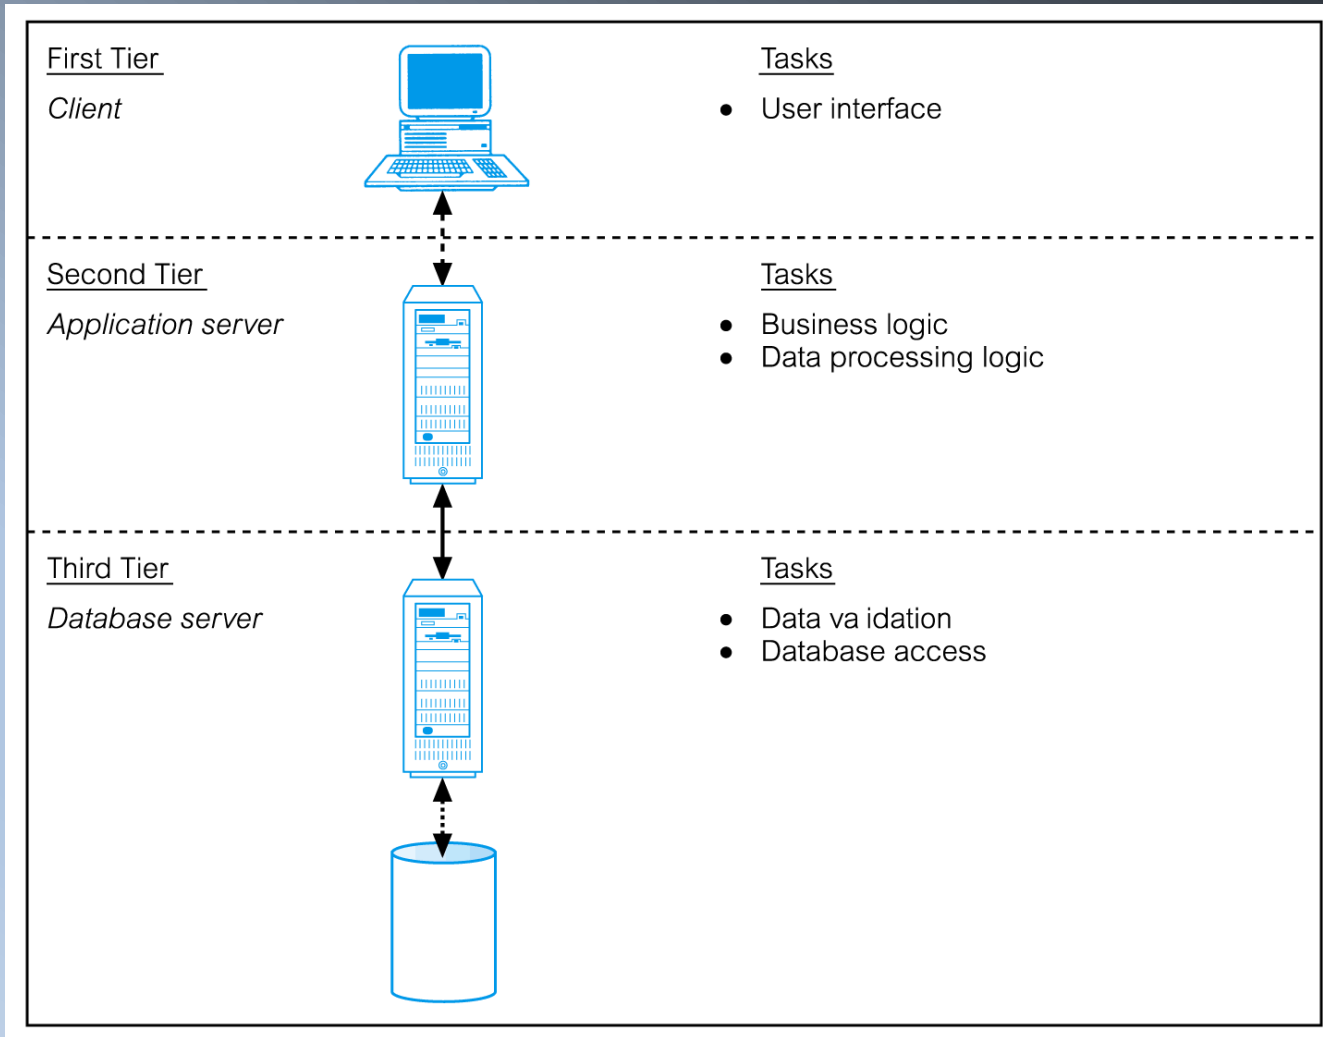 First Tier
Tasks
Client
● User interface
Second Tier
Tasks
Application server
● Business logic
● Data processing logic
Third Tier
Tasks
Database server
● Data va idation
● Database access